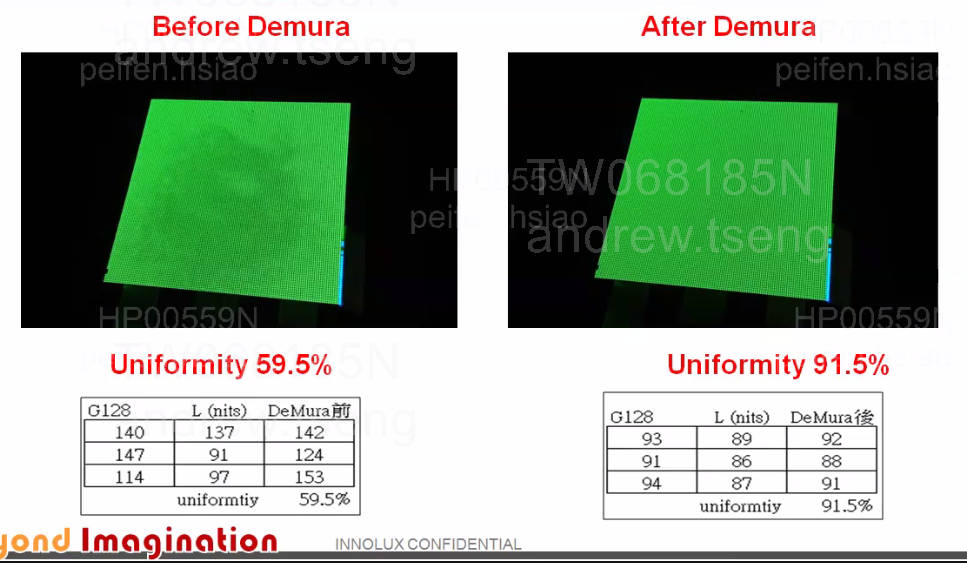 Before Demura
After Demura
andrew.tseng
peifen.hsiao
peifen.hsiao
HP00559N
TW068185N
peifen.hsiao
andrew.tseng
HP00559N
HP00559N
Uniformity 59.5%
Uniformity 91.5%
TW068185N
G128 L (nits) DeMura前
140 137 142
147 91 124
114 97 153
uniformtiy 59.5%
andrew.tseng
G128 L (nits) DeMura後
93 89 92
91 86 88
94 87 91
uniformtiy 91.5%
yond Imagination
INNOLUX CONFIDENTIAL